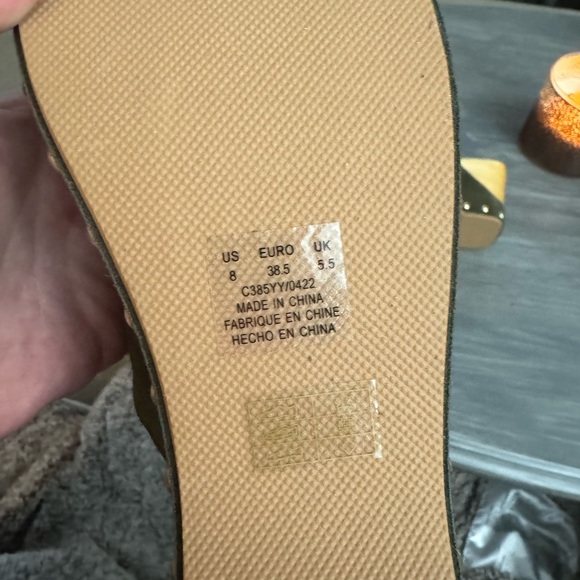 US EURO UK
8 38.5 5.5
C385YY/0422
MADE IN CHINA
FABRIQUE EN CHINE
HECHO EN CHINA